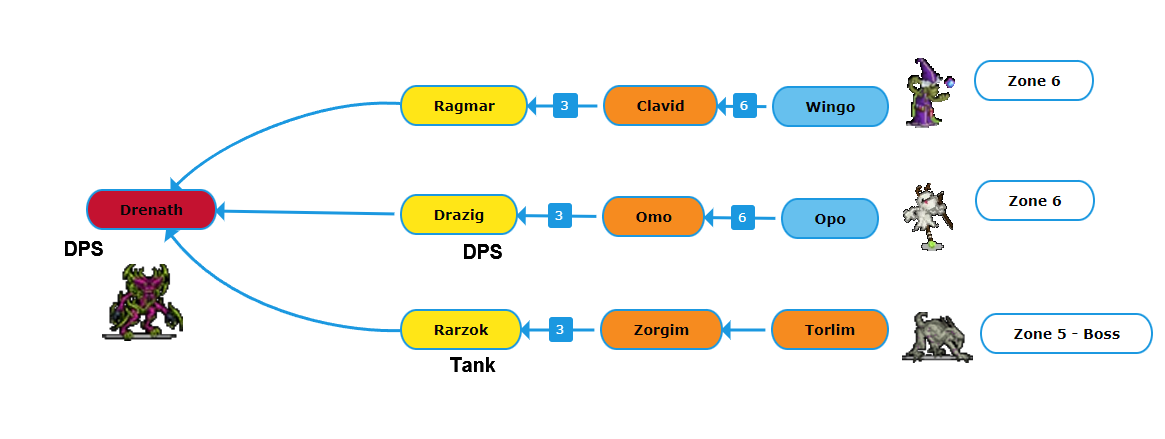 Zone 6
Ragmar
3
Clavid
6
Wingo
Zone 6
Drenath
Drazig
3
Omo
6
Opo
DPS
DPS
Rarzok
3
Zorgim
Torlim
Zone 5 - Boss
Tank